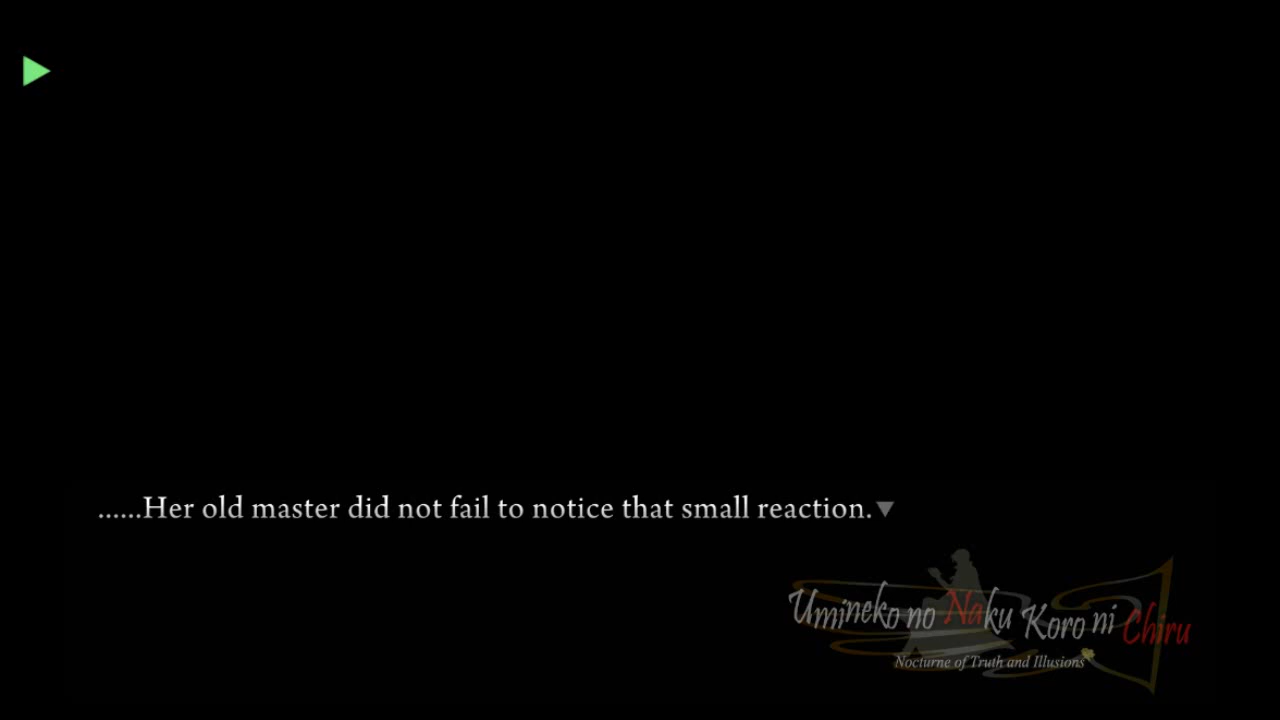 ......Her old master did not fail to notice that small reaction.
Umineko no Naku Koro ni Chiru
Nocturne of Truth and Illusions